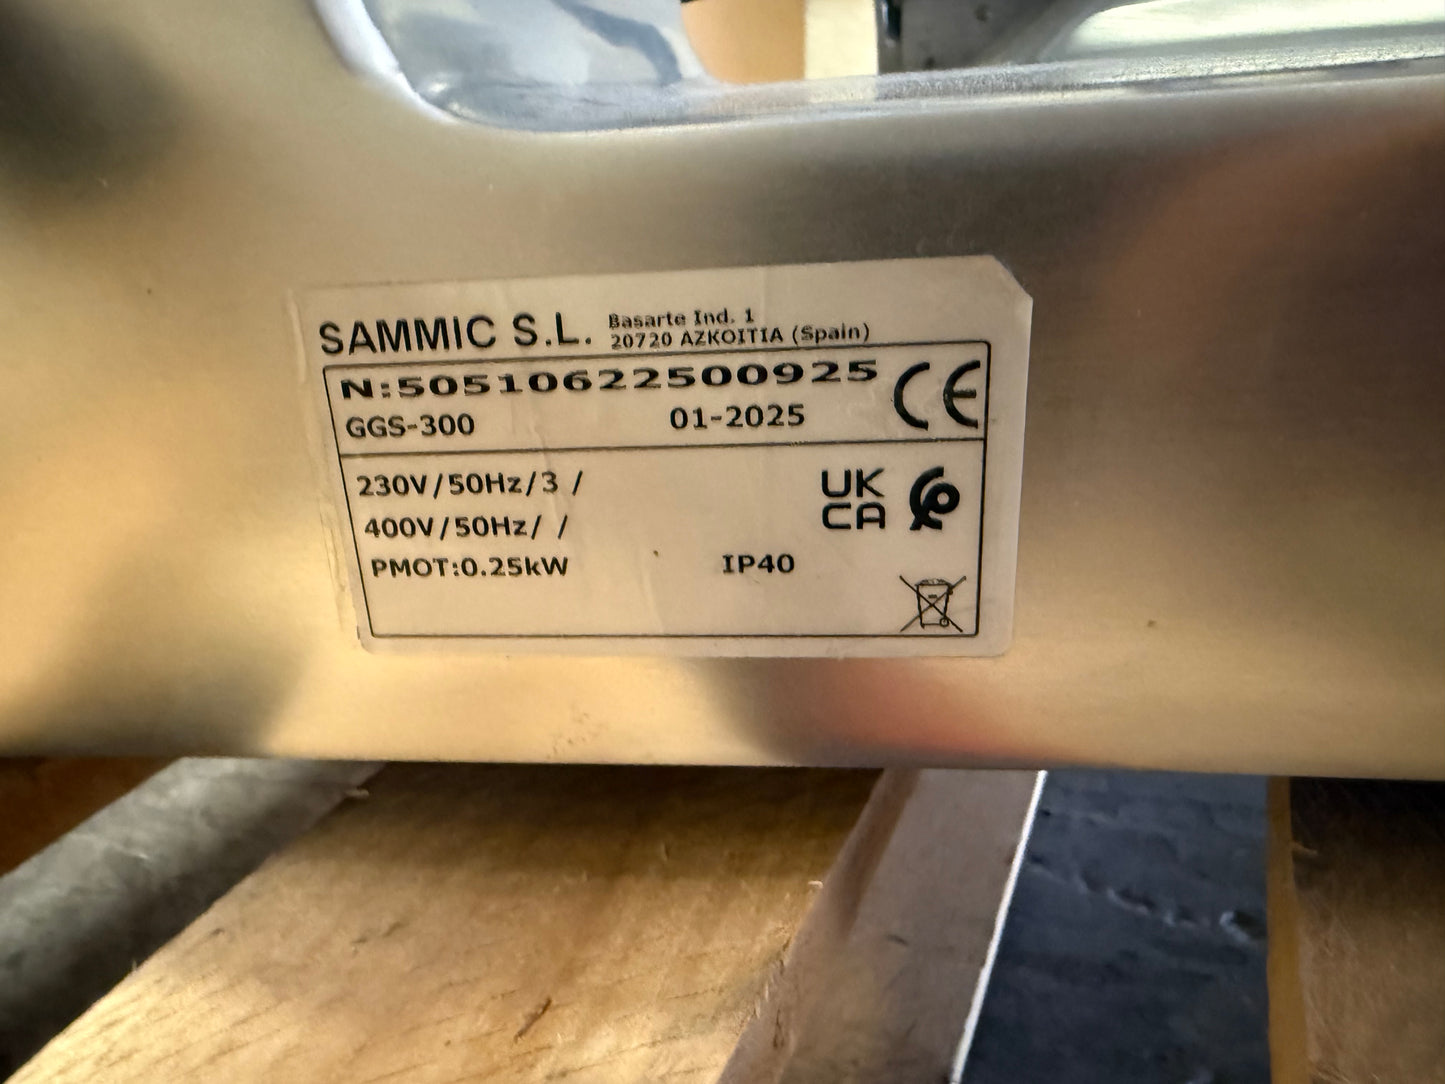 SAMMIC S.L. Basarte Ind. 1
20720 AZKOITIA (Spain)
N:50510622500925
GGS-300 01-2025
CE
230V/50Hz/3 /
400V/50Hz/ /
UK
CA
PMOT:0.25kW IP40